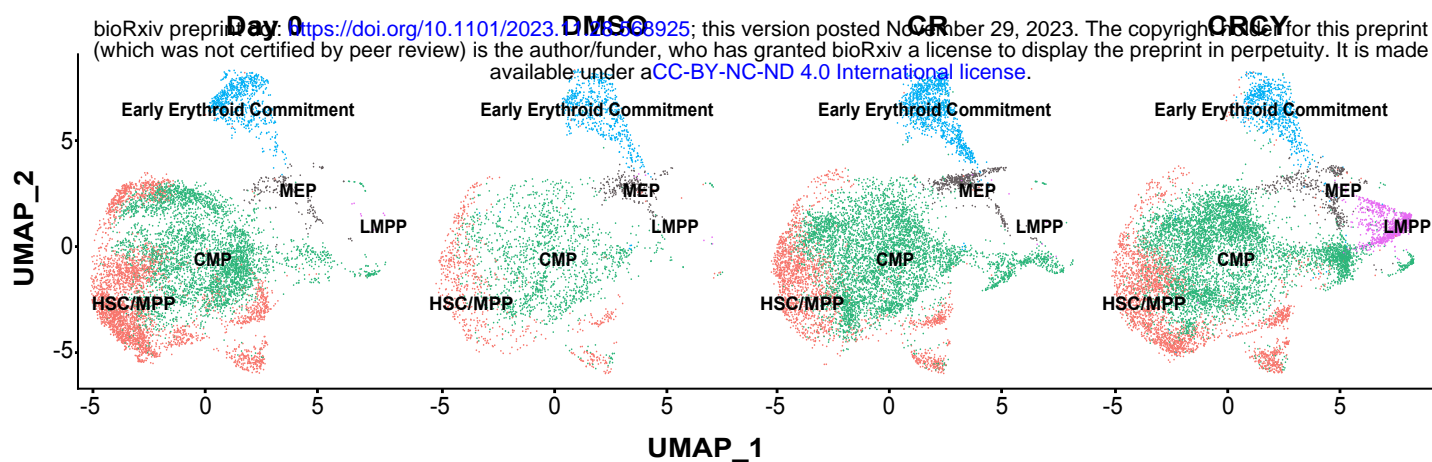 Day 0 DMSO CR CRCY
bioRxiv preprint doi: https://doi.org/10.1101/2023.11.28.568925; this version posted November 29, 2023. The copyright holder for this preprint
(which was not certified by peer review) is the author/funder, who has granted bioRxiv a license to display the preprint in perpetuity. It is made
available under aCC-BY-NC-ND 4.0 International license.
Early Erythroid Commitment Early Erythroid Commitment Early Erythroid Commitment Early Erythroid Commitment
5
MEP MEP MEP MEP
LMPP LMPP LMPP LMPP
UMAP_2
0
CMP CMP CMP CMP
HSC/MPP HSC/MPP HSC/MPP HSC/MPP
-5
-5 0 5 -5 0 5 -5 0 5 -5 0 5
UMAP_1